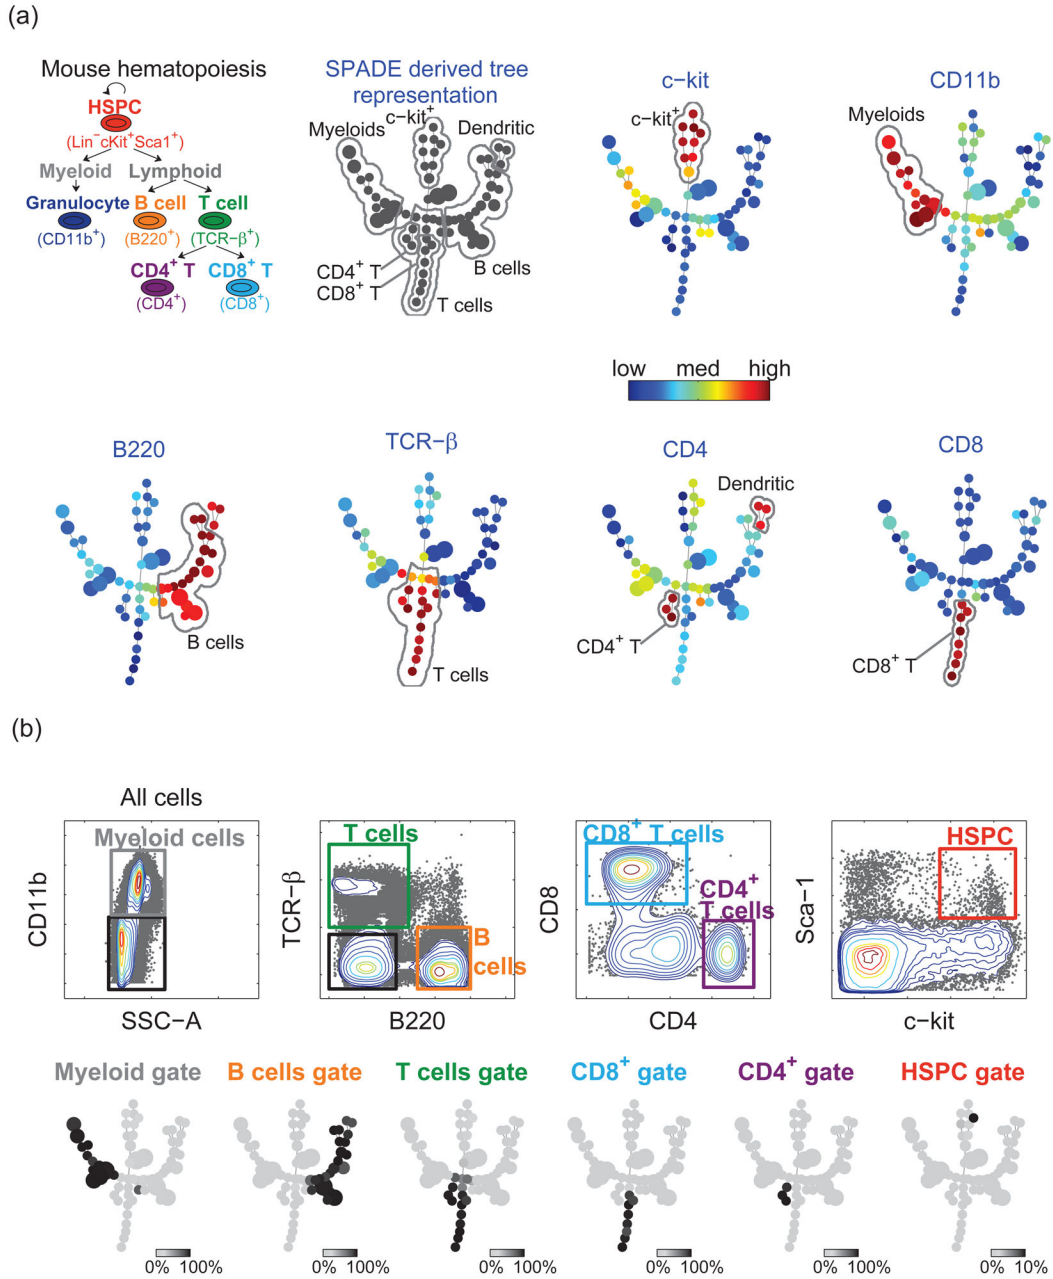 (a)
Mouse hematopoiesis
HSPC
(Lin⁻cKit⁺Sca1⁺)
Myeloid Lymphoid
Granulocyte B cell T cell
(CD11b⁺) (B220⁺) (TCR−β⁺)
CD4⁺ T CD8⁺ T
(CD4⁺) (CD8⁺)
SPADE derived tree
representation
c−kit⁺
Myeloids Dendritic
CD4⁺ T
CD8⁺ T
B cells
T cells
c−kit
c−kit⁺
CD11b
Myeloids
low med high
B220
B cells
TCR−β
T cells
CD4
Dendritic
CD4⁺ T
CD8
CD8⁺ T
(b)
All cells
Myeloid cells
CD11b
SSC−A
T cells
B
cells
TCR−β
B220
CD8⁺ T cells
CD4⁺
T cells
CD8
CD4
HSPC
Sca−1
c−kit
Myeloid gate B cells gate T cells gate CD8⁺ gate CD4⁺ gate HSPC gate
0% 100% 0% 100% 0% 100% 0% 100% 0% 100% 0% 10%